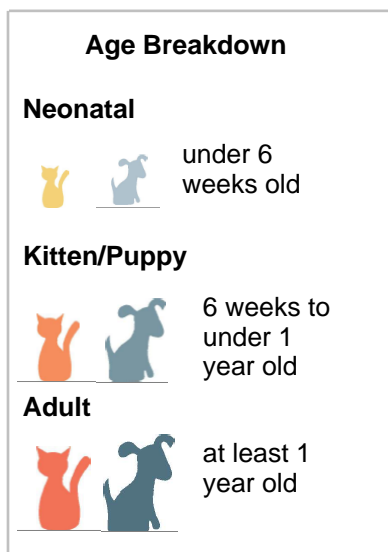 Age Breakdown
Neonatal
under 6
weeks old
Kitten/Puppy
6 weeks to
under 1
year old
Adult
at least 1
year old